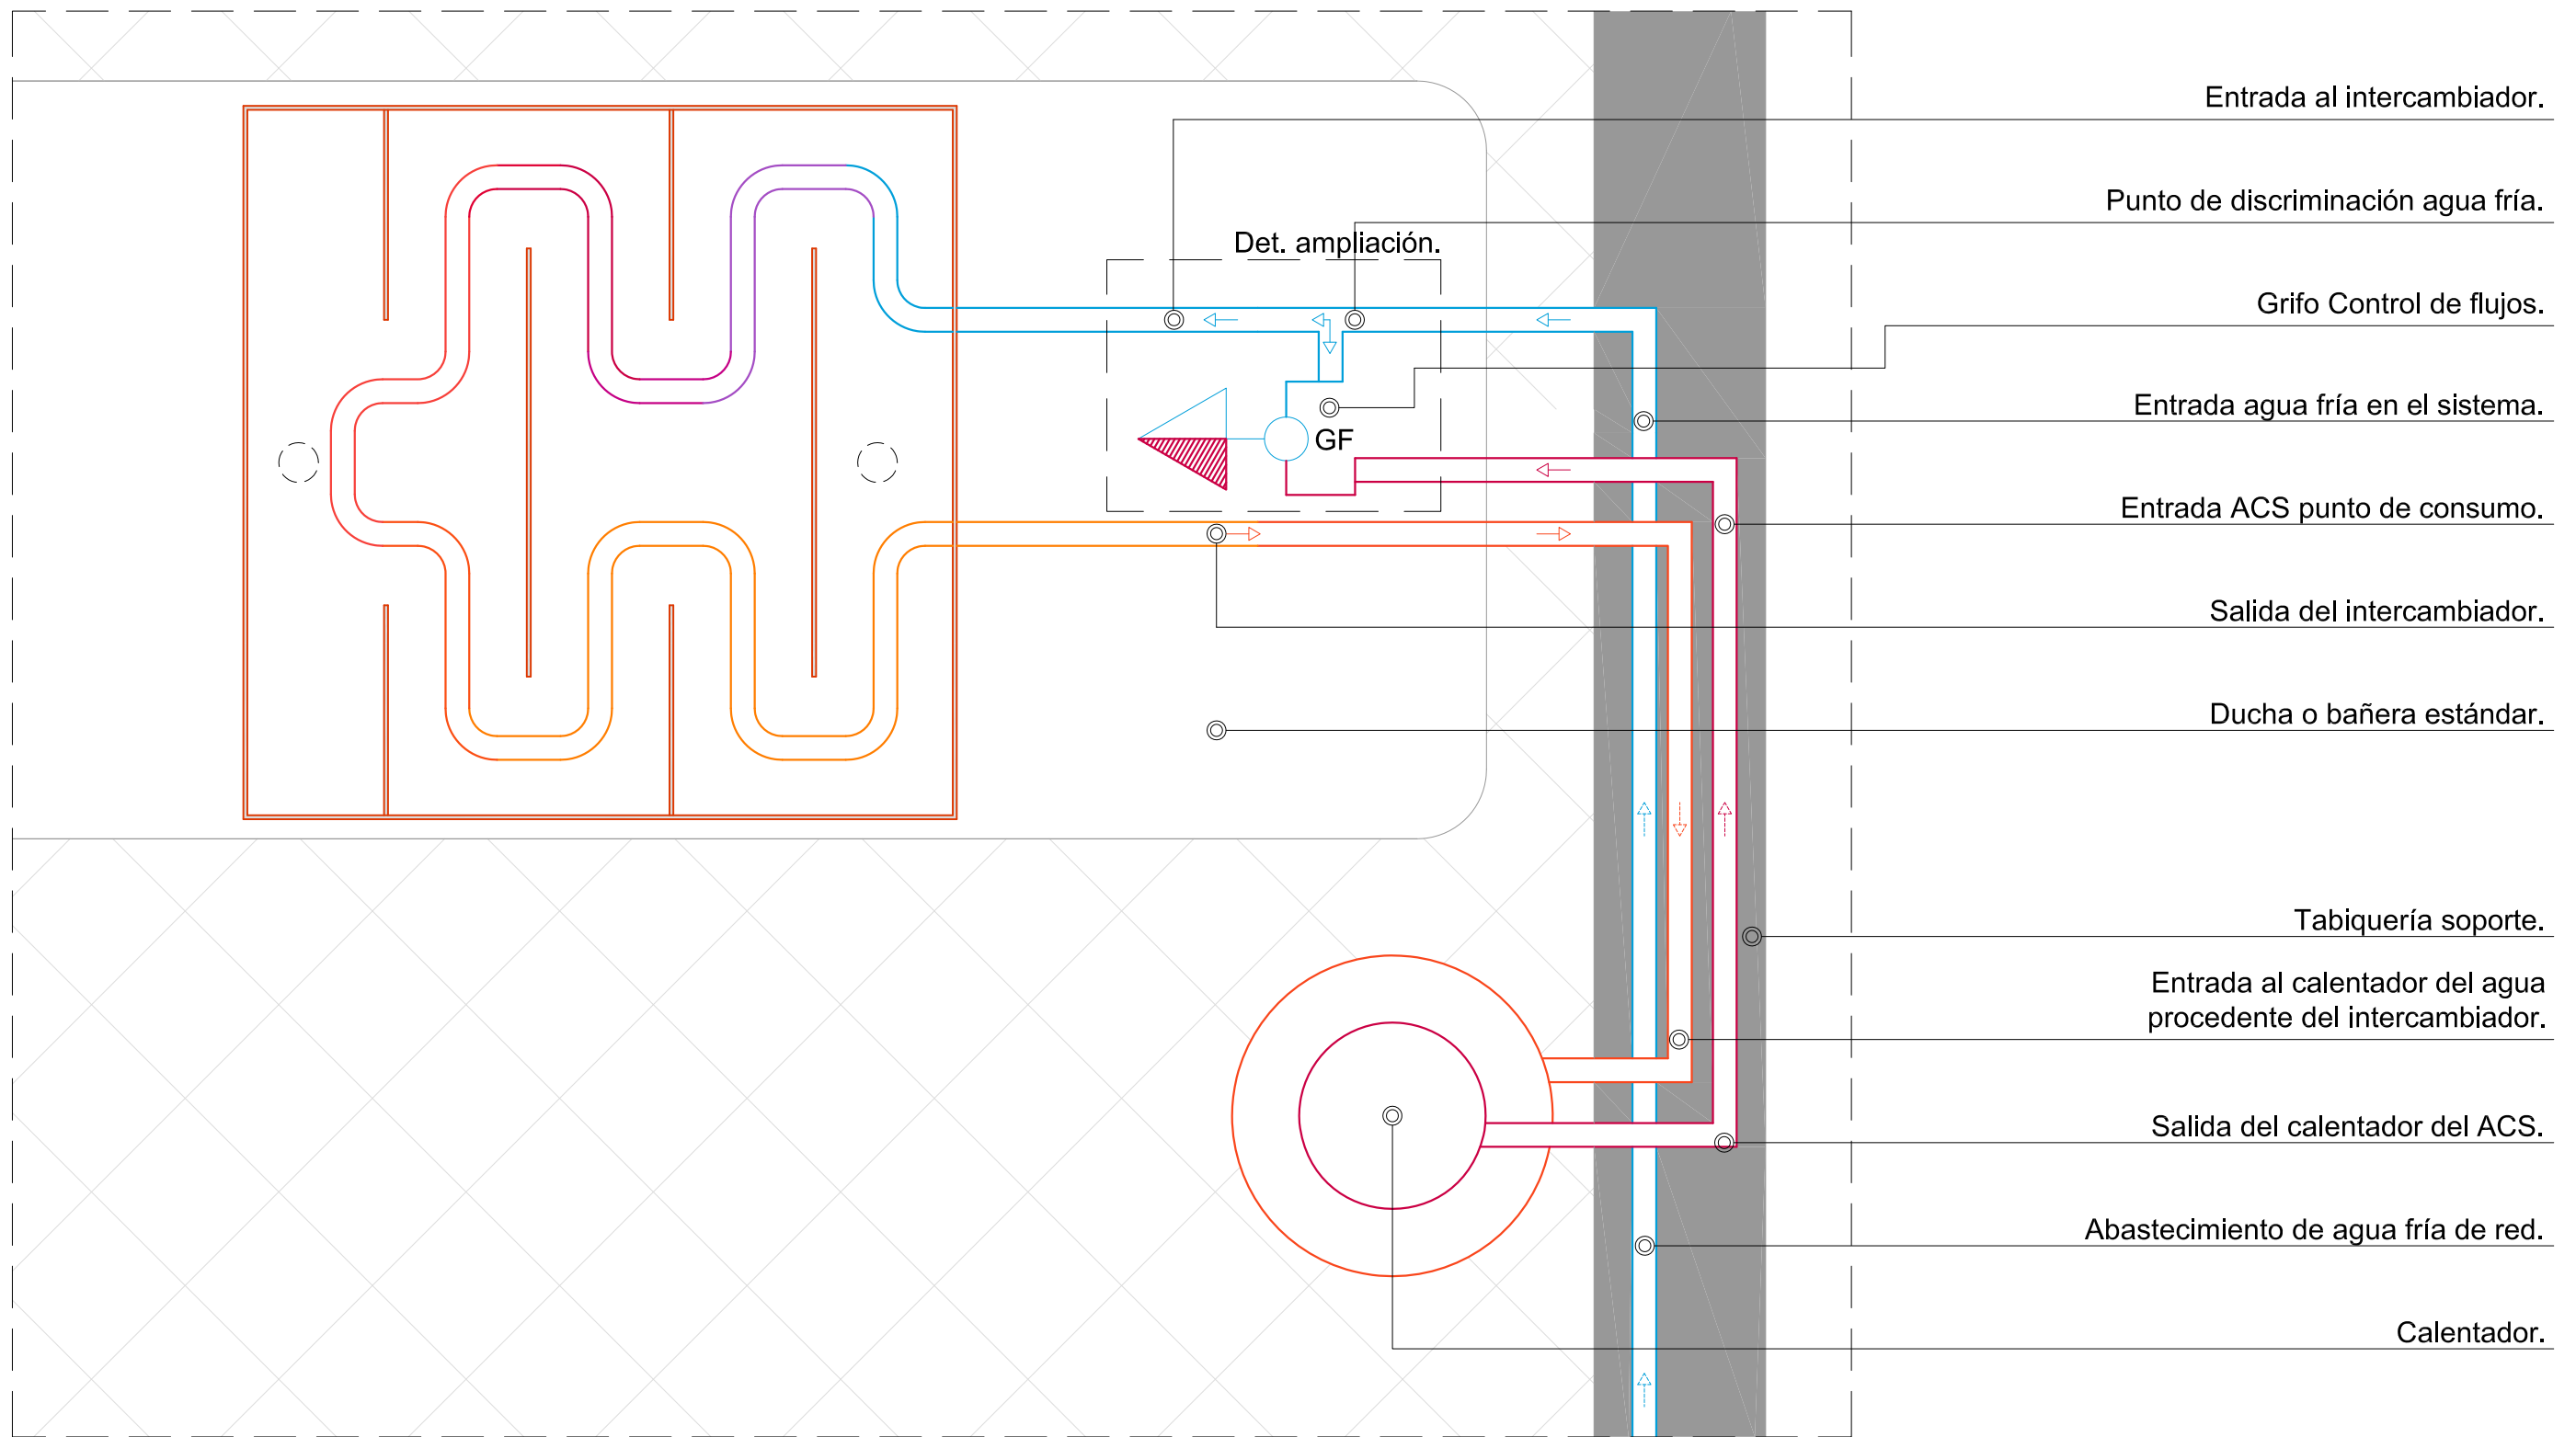 Entrada al intercambiador.
Punto de discriminación agua fría.
Det. ampliación.
Grifo Control de flujos.
Entrada agua fría en el sistema.
GF
Entrada ACS punto de consumo.
Salida del intercambiador.
Ducha o bañera estándar.
Tabiquería soporte.
Entrada al calentador del agua
procedente del intercambiador.
Salida del calentador del ACS.
Abastecimiento de agua fría de red.
Calentador.